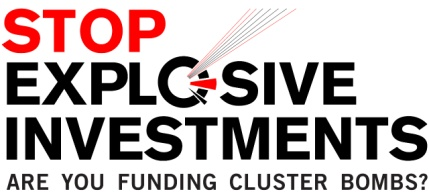 STOP
EXPLOSIVE
INVESTMENTS
ARE YOU FUNDING CLUSTER BOMBS?